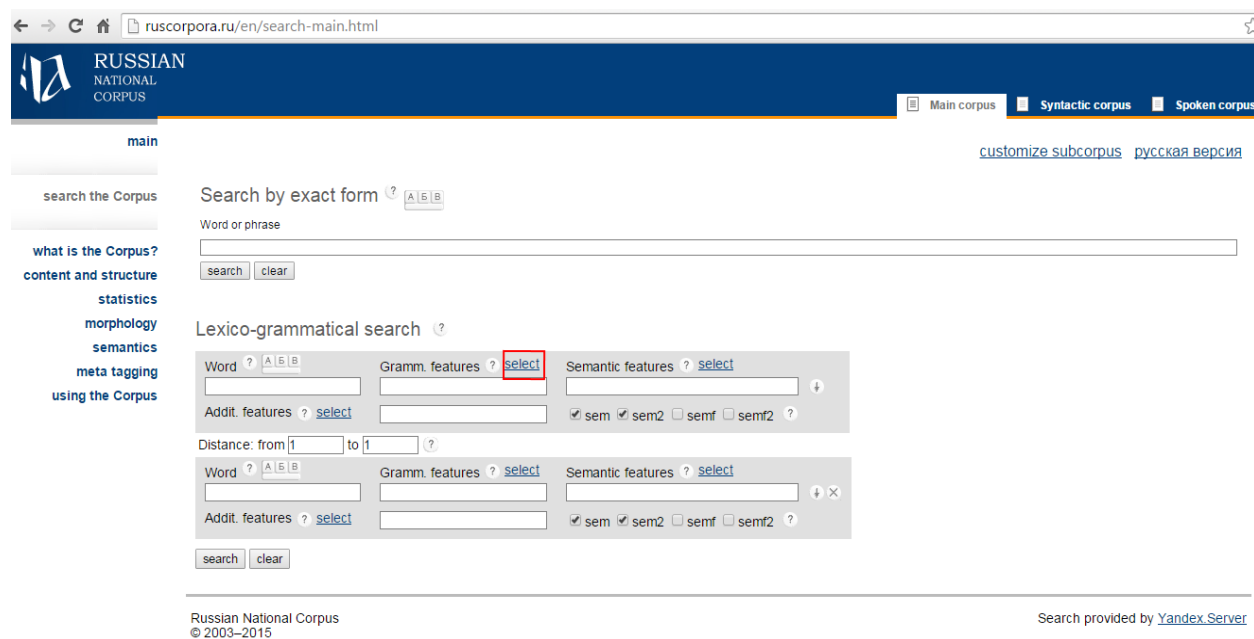 ruscorpora.ru/en/search-main.html
RUSSIAN
NATIONAL
CORPUS
Main corpus Syntactic corpus Spoken corpus
main
customize subcorpus русская версия
search the Corpus
Search by exact form ? А Б В
Word or phrase
what is the Corpus?
content and structure
statistics
morphology
semantics
meta tagging
using the Corpus
search clear
Lexico-grammatical search ?
Word ? А Б В Gramm. features ? select Semantic features ? select
Addit. features ? select sem sem2 semf semf2 ?
Distance: from 1 to 1 ?
Word ? А Б В Gramm. features ? select Semantic features ? select
Addit. features ? select sem sem2 semf semf2 ?
search clear
Russian National Corpus
© 2003–2015
Search provided by Yandex.Server